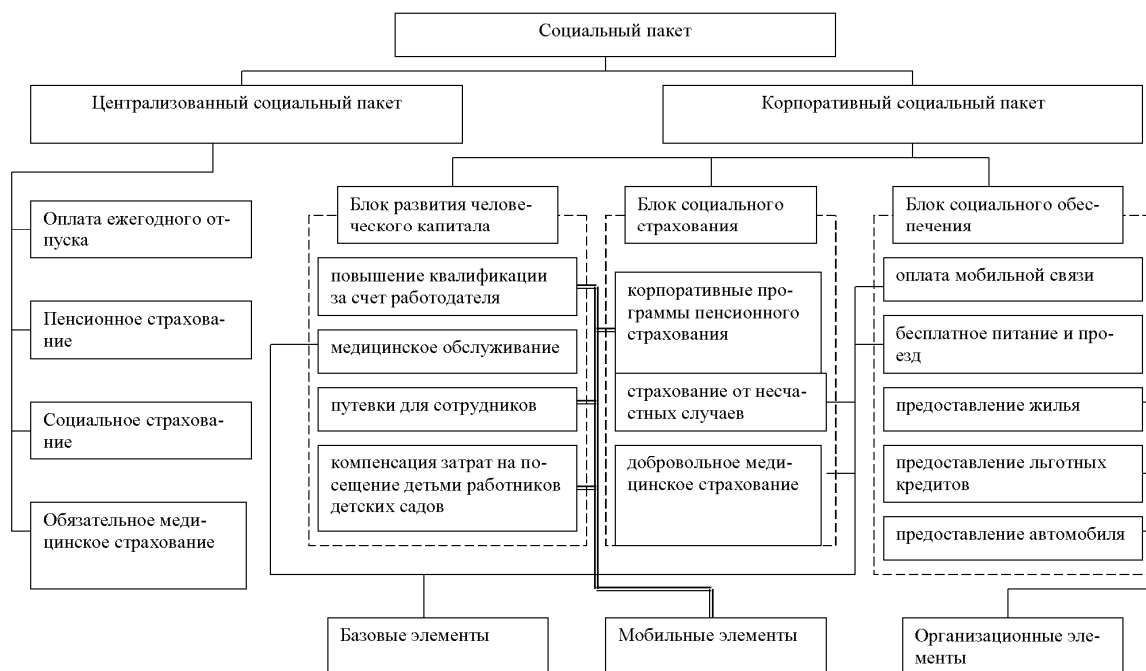 Социальный пакет
Централизованный социальный пакет
Корпоративный социальный пакет
Оплата ежегодного от-
пуска
Пенсионное страхова-
ние
Социальное страхова-
ние
Обязательное меди-
цинское страхование
Блок развития челове-
ческого капитала
повышение квалификации
за счет работодателя
медицинское обслуживание
путевки для сотрудников
компенсация затрат на по-
сещение детьми работников
детских садов
Блок социального
страхования
корпоративные про-
граммы пенсионного
страхования
страхование от несча-
стных случаев
добровольное меди-
цинское страхование
Блок социального обес-
печения
оплата мобильной связи
бесплатное питание и про-
езд
предоставление жилья
предоставление льготных
кредитов
предоставление автомобиля
Базовые элементы
Мобильные элементы
Организационные эле-
менты